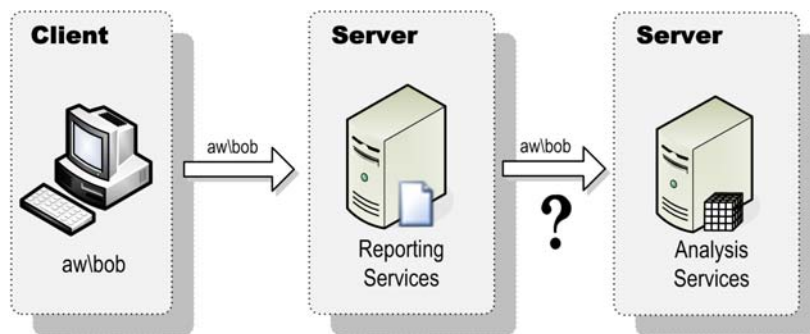 Client
aw\bob
aw\bob
Server
Reporting
Services
aw\bob
?
Server
Analysis
Services